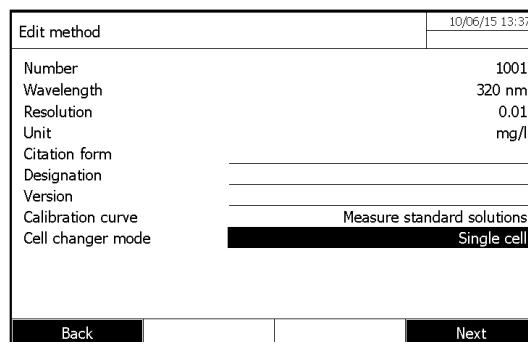 Edit method
10/06/15 13:37
Number 1001
Wavelength 320 nm
Resolution 0.01
Unit mg/l
Citation form
Designation
Version
Calibration curve Measure standard solutions
Cell changer mode Single cell
Back Next